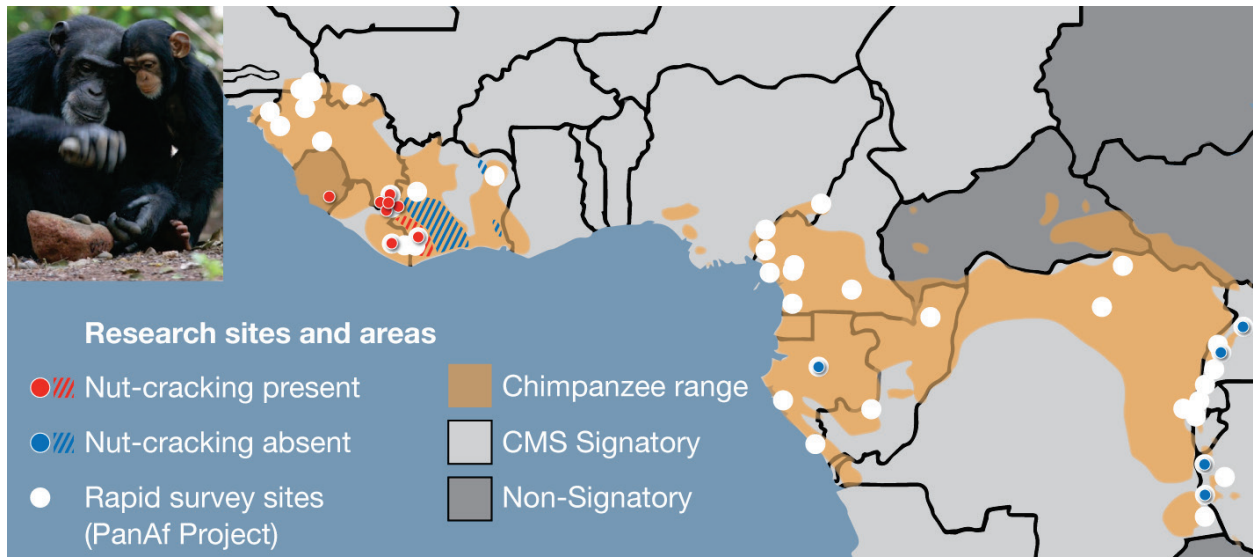 Research sites and areas
Nut-cracking present
Nut-cracking absent
Rapid survey sites
(PanAf Project)
Chimpanzee range
CMS Signatory
Non-Signatory